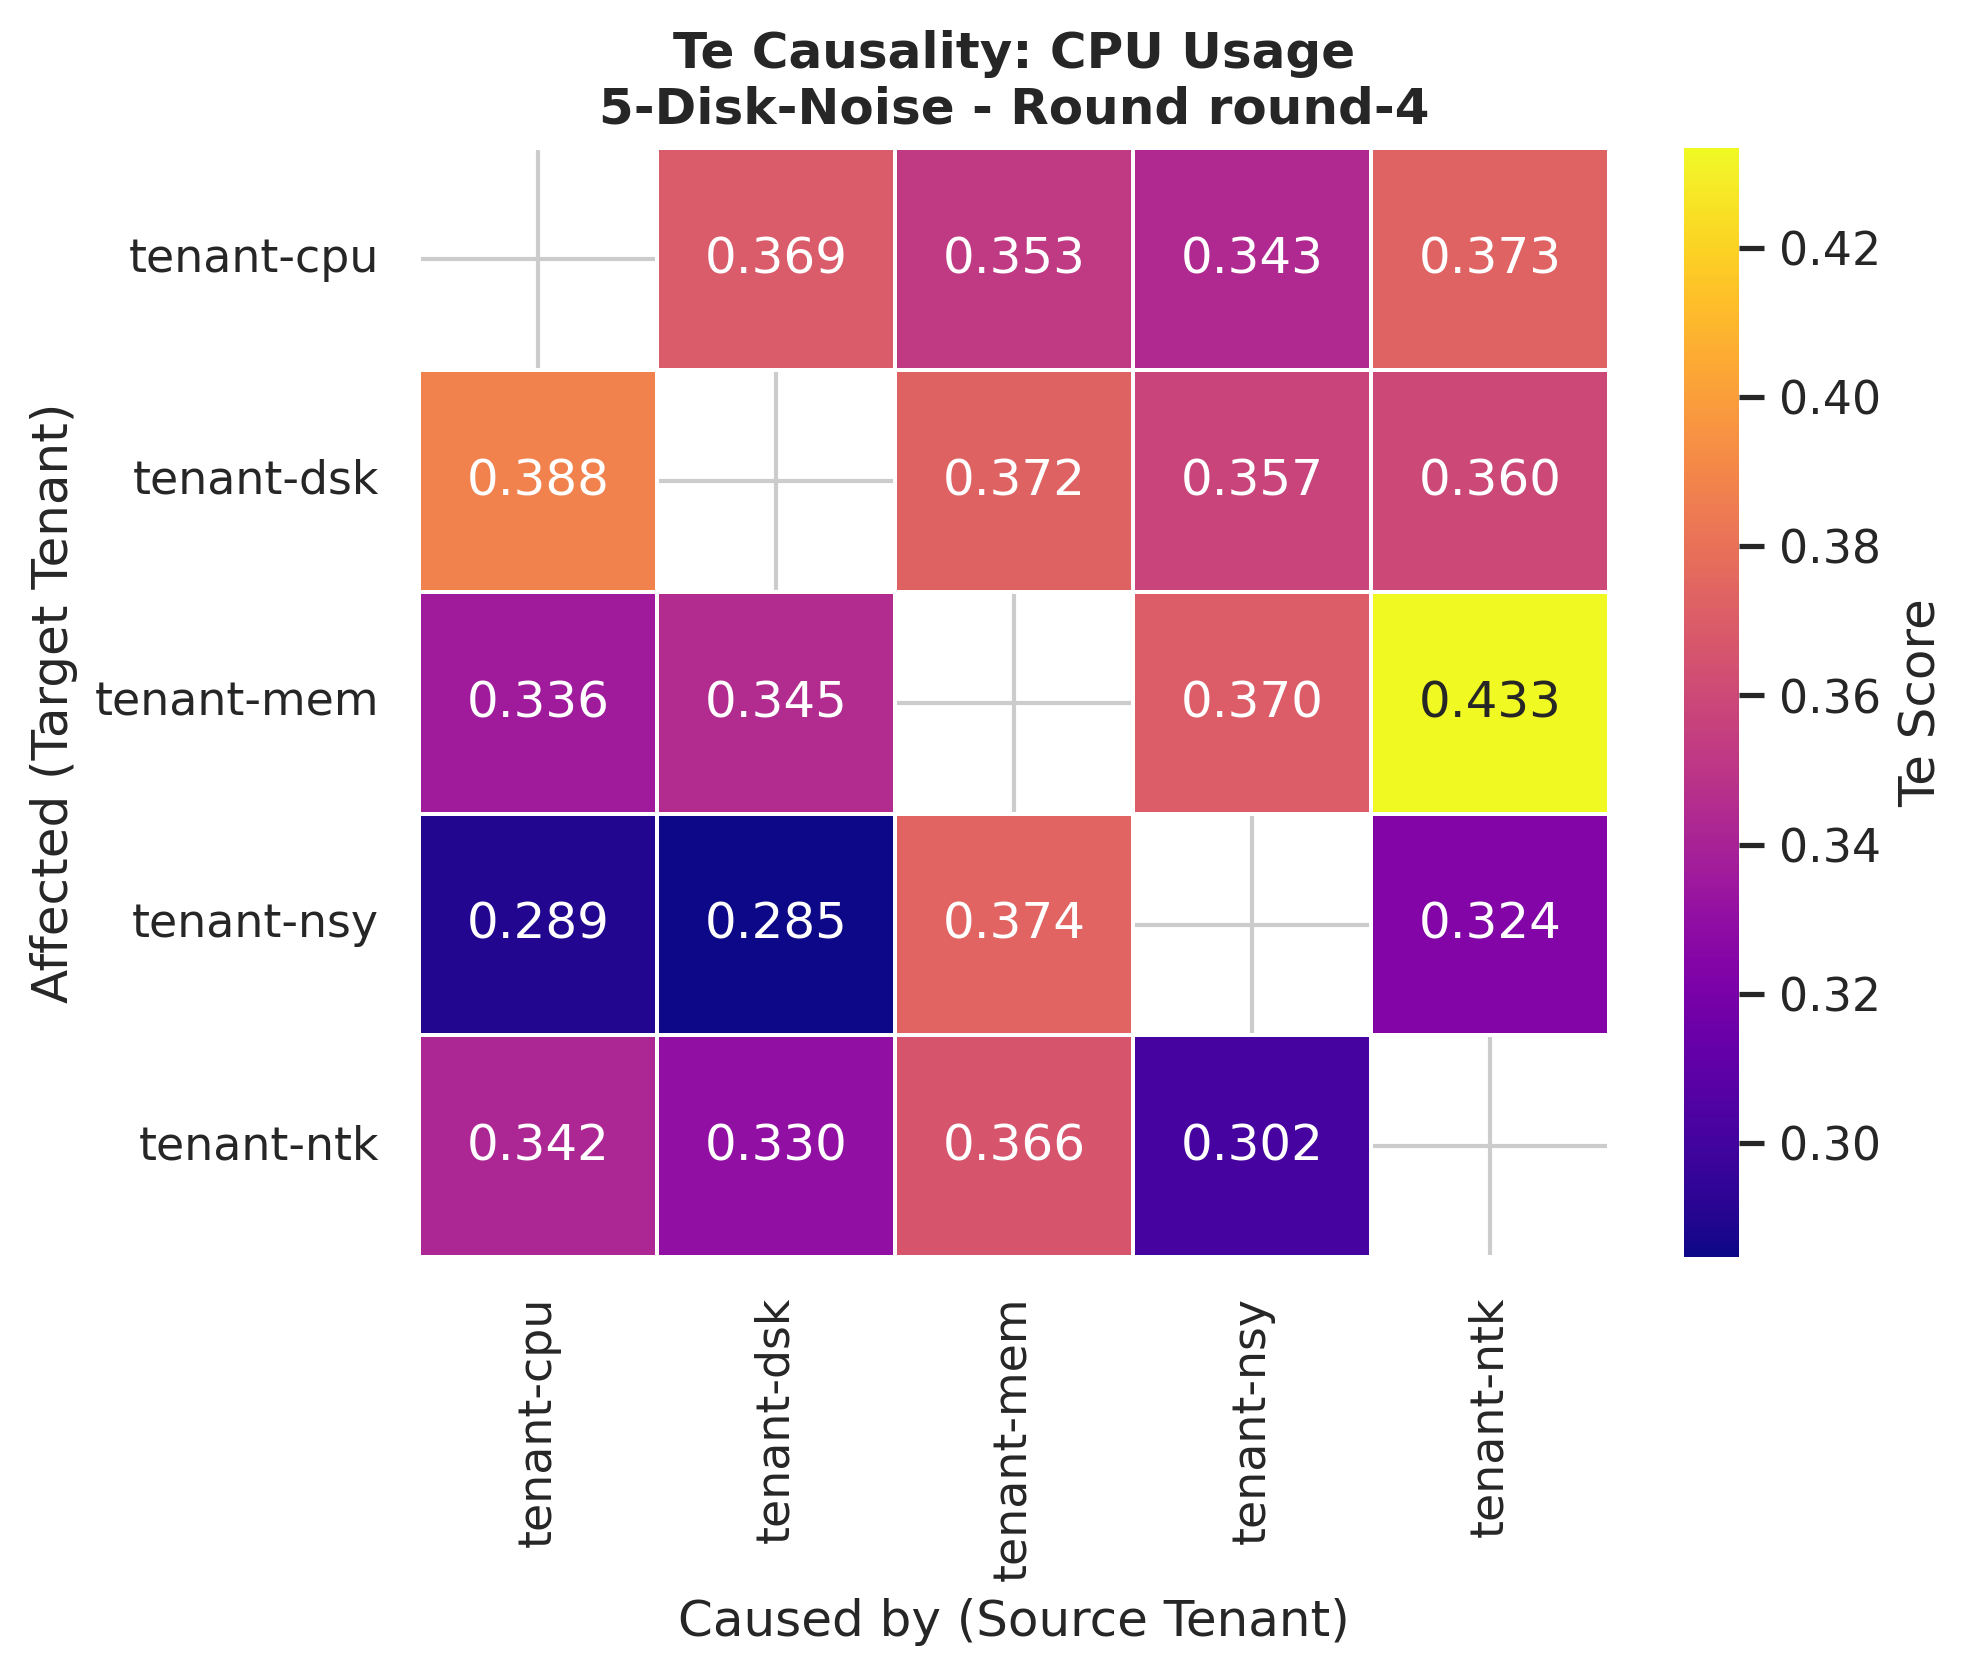 Te Causality: CPU Usage
5-Disk-Noise - Round round-4
Affected (Target Tenant)
tenant-cpu 0.369 0.353 0.343 0.373
tenant-dsk 0.388 0.372 0.357 0.360
tenant-mem 0.336 0.345 0.370 0.433
tenant-nsy 0.289 0.285 0.374 0.324
tenant-ntk 0.342 0.330 0.366 0.302
tenant-cpu
tenant-dsk
tenant-mem
tenant-nsy
tenant-ntk
Caused by (Source Tenant)
0.42
0.40
0.38
0.36
0.34
0.32
0.30
Te Score